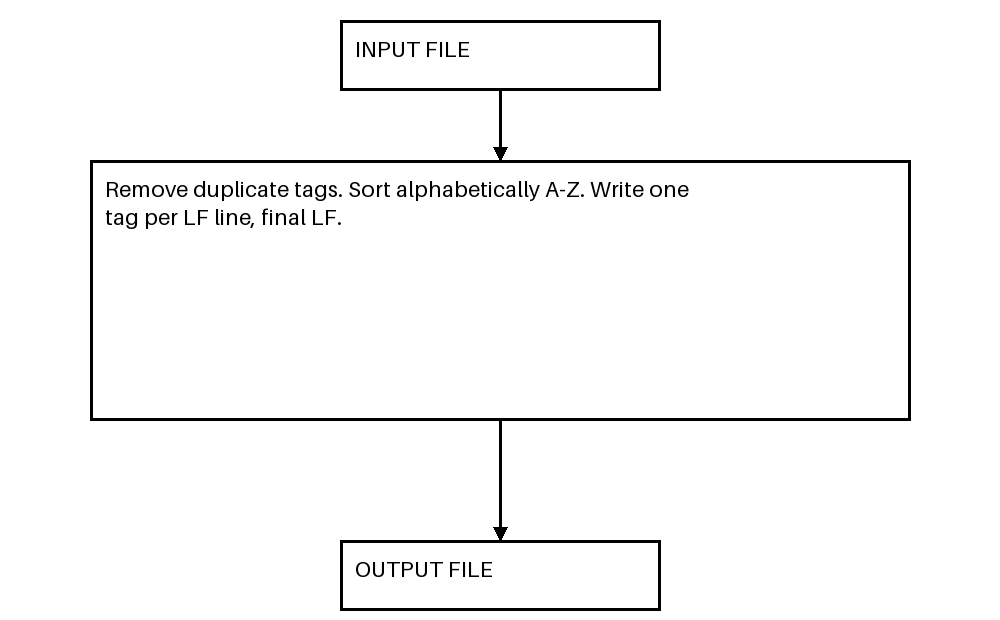 INPUT FILE
Remove duplicate tags. Sort alphabetically A-Z. Write one
tag per LF line, final LF.
OUTPUT FILE